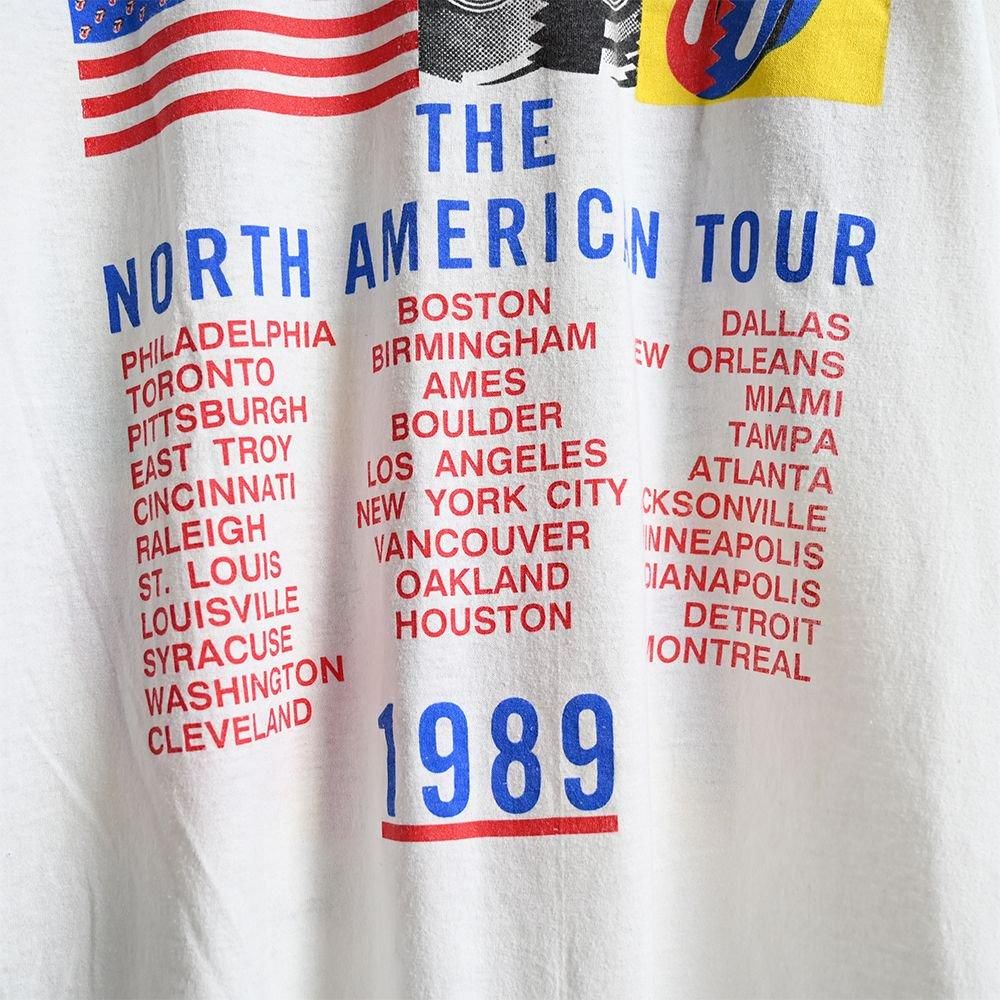 THE
NORTH AMERICAN TOUR
PHILADELPHIA
TORONTO
PITTSBURGH
EAST TROY
CINCINNATI
RALEIGH
ST. LOUIS
LOUISVILLE
SYRACUSE
WASHINGTON
CLEVELAND
BOSTON
BIRMINGHAM
AMES
BOULDER
LOS ANGELES
NEW YORK CITY
VANCOUVER
OAKLAND
HOUSTON
DALLAS
EW ORLEANS
MIAMI
TAMPA
ATLANTA
CKSONVILLE
INNEAPOLIS
DIANAPOLIS
DETROIT
MONTREAL
1989